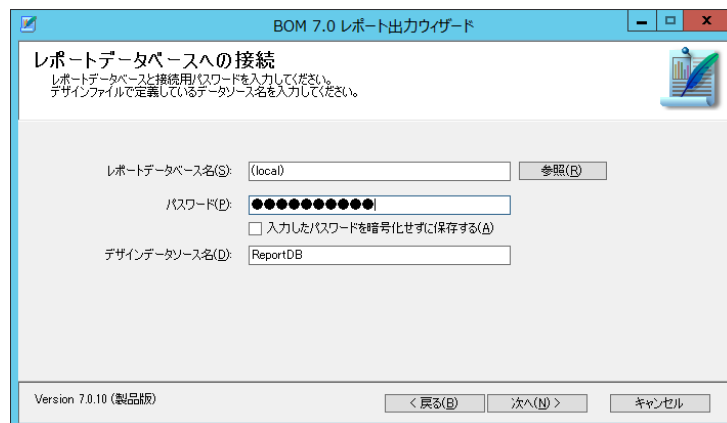 BOM 7.0 レポート出力ウィザード
レポートデータベースへの接続
レポートデータベースと接続用パスワードを入力してください。
デザインファイルで定義しているデータソース名を入力してください。
レポートデータベース名(S): (local) 参照(R)
パスワード(P): ●●●●●●●●●●
入力したパスワードを暗号化せずに保存する(A)
デザインデータソース名(D): ReportDB
Version 7.0.10 (製品版) < 戻る(B) 次へ(N) > キャンセル